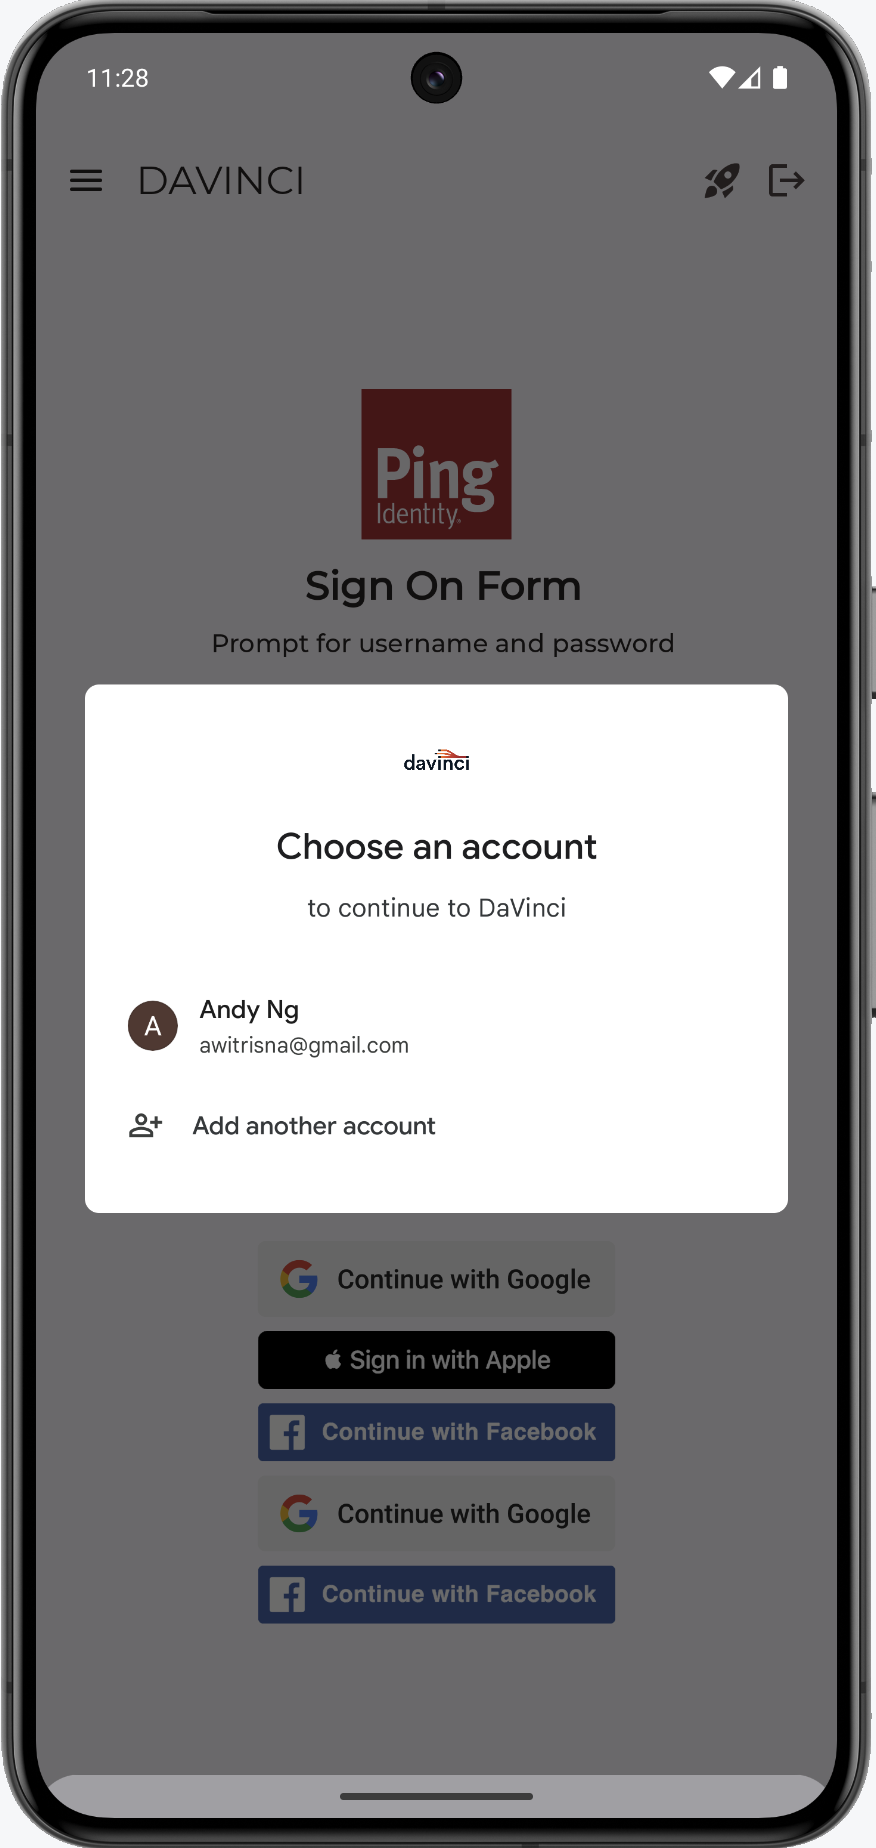 11:28
DAVINCI
Ping
Identity®
Sign On Form
Prompt for username and password
davinci
Choose an account
to continue to DaVinci
A
Andy Ng
awitrisna@gmail.com
Add another account
Continue with Google
Sign in with Apple
Continue with Facebook
Continue with Google
Continue with Facebook